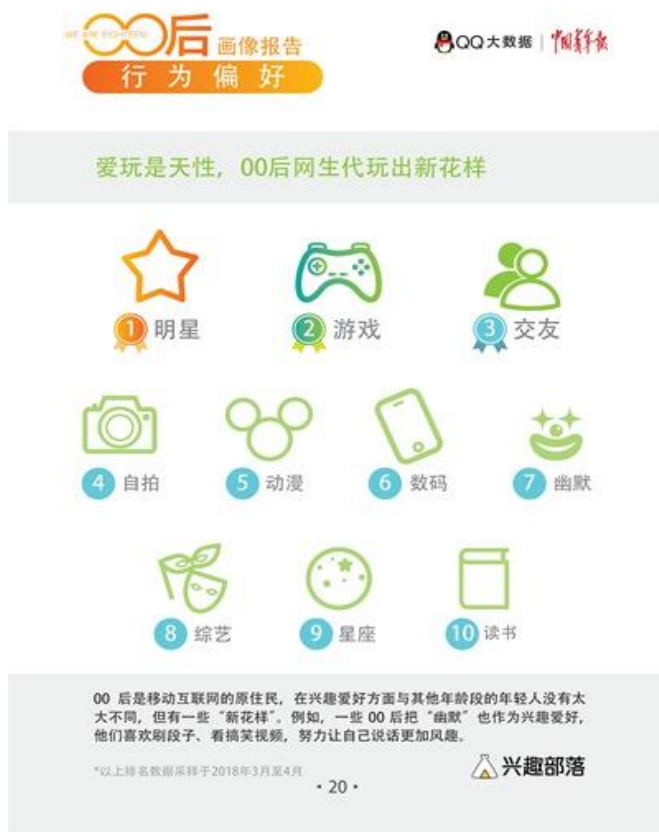 WE ARE EIGHTEEN
00后 画像报告
QQ大数据 | 中国青年报
行为偏好
爱玩是天性，00后网生代玩出新花样
1 明星
2 游戏
3 交友
4 自拍
5 动漫
6 数码
7 幽默
8 综艺
9 星座
10 读书
00 后是移动互联网的原住民，在兴趣爱好方面与其他年龄段的年轻人没有太
大不同，但有一些“新花样”。例如，一些 00 后把“幽默”也作为兴趣爱好，
他们喜欢刷段子、看搞笑视频，努力让自己说话更加风趣。
*以上排名数据采样于2018年3月至4月
兴趣部落
· 20 ·